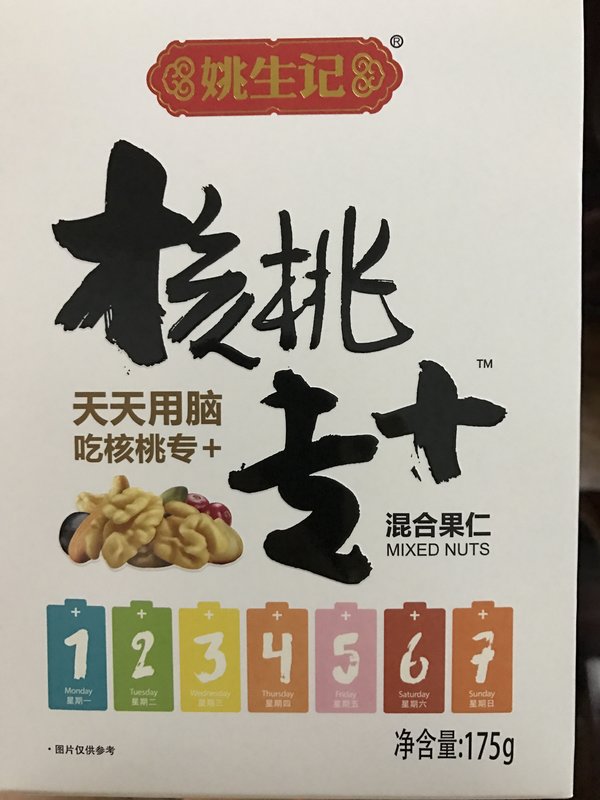 姚生记®
核桃
专+™
天天用脑
吃核桃专+
混合果仁
MIXED NUTS
+ + + + + + +
1 2 3 4 5 6 7
Monday Tuesday Wednesday Thursday Friday Saturday Sunday
星期一 星期二 星期三 星期四 星期五 星期六 星期日
·图片仅供参考
净含量:175g